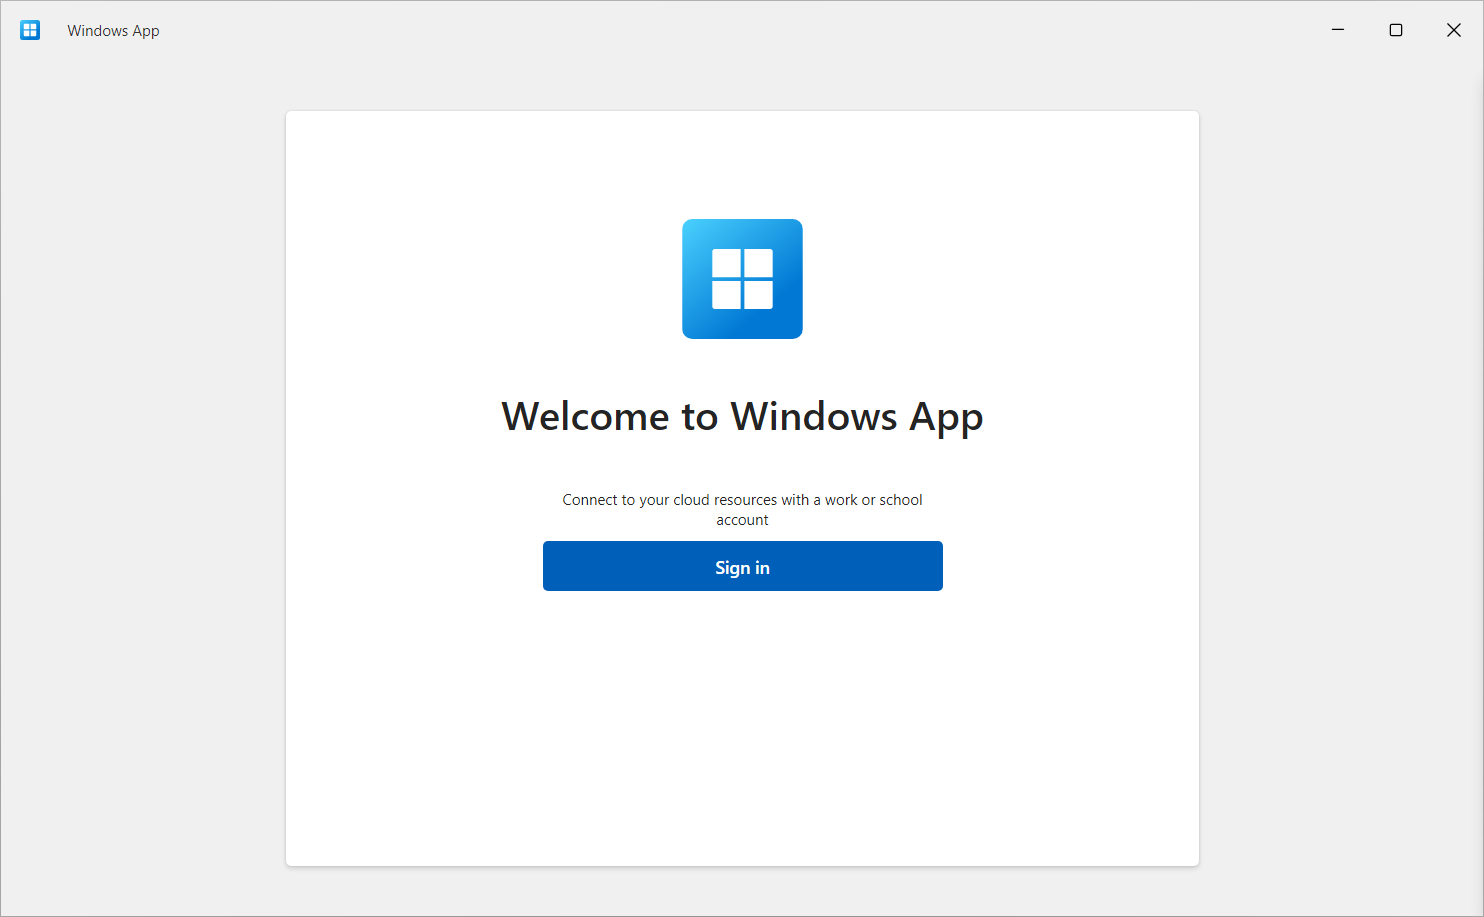 Windows App
Welcome to Windows App
Connect to your cloud resources with a work or school
account
Sign in